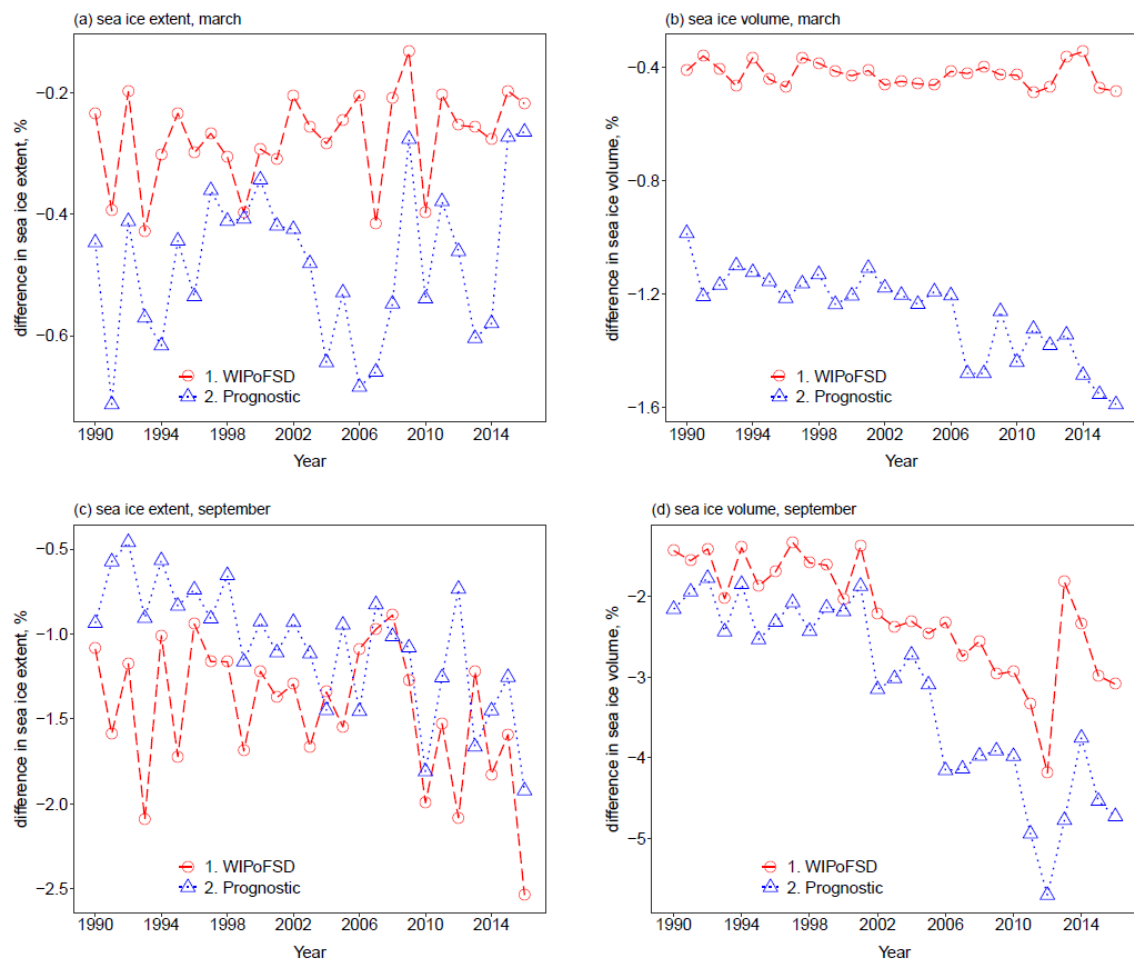 (a) sea ice extent, march
difference in sea ice extent, %
−0.2
−0.4
−0.6
1. WIPoFSD
2. Prognostic
1990 1994 1998 2002 2006 2010 2014
Year
(b) sea ice volume, march
difference in sea ice volume, %
−0.4
−0.8
−1.2
−1.6
1. WIPoFSD
2. Prognostic
1990 1994 1998 2002 2006 2010 2014
Year
(c) sea ice extent, september
difference in sea ice extent, %
−0.5
−1.0
−1.5
−2.0
−2.5
1. WIPoFSD
2. Prognostic
1990 1994 1998 2002 2006 2010 2014
Year
(d) sea ice volume, september
difference in sea ice volume, %
−2
−3
−4
−5
1. WIPoFSD
2. Prognostic
1990 1994 1998 2002 2006 2010 2014
Year